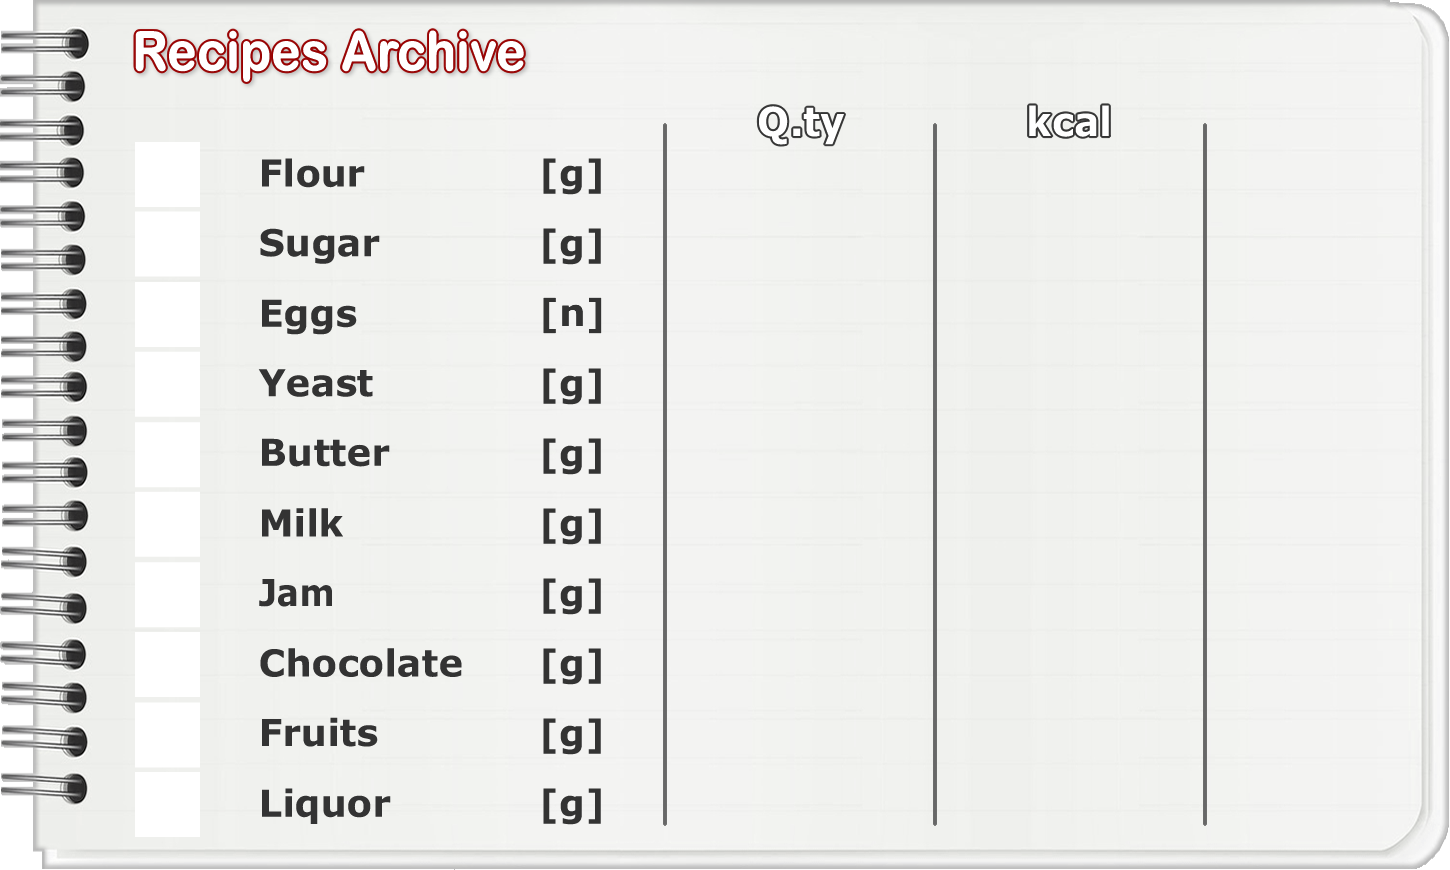 Recipes Archive
Q.ty kcal
Flour [g]
Sugar [g]
Eggs [n]
Yeast [g]
Butter [g]
Milk [g]
Jam [g]
Chocolate [g]
Fruits [g]
Liquor [g]